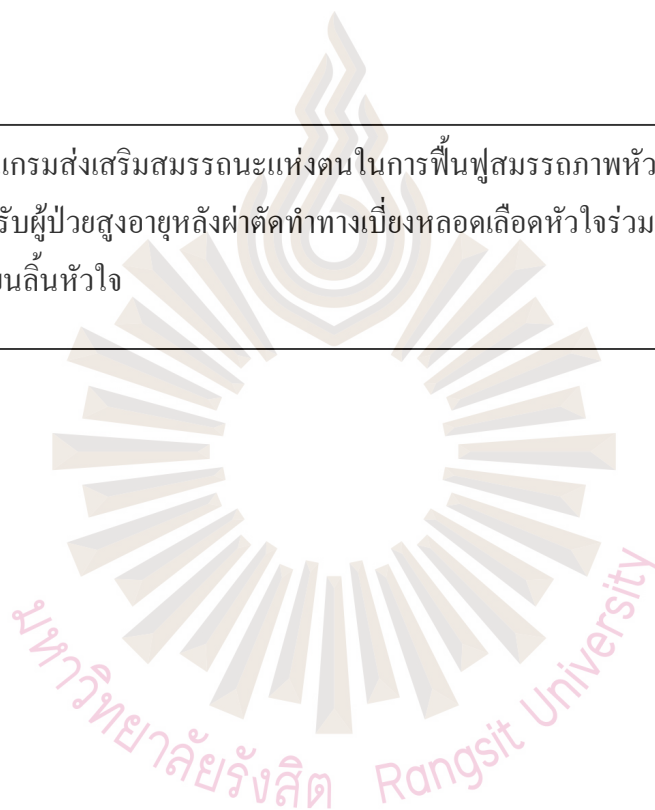 แกรมส่งเสริมสมรรถนะแห่งตนในการฟื้นฟูสมรรถภาพหัว
รับผู้ป่วยสูงอายุหลังผ่าตัดทำทางเบี่ยงหลอดเลือดหัวใจร่วม
นลิ้นหัวใจ
มหาวิทยาลัยรังสิต Rangsit University